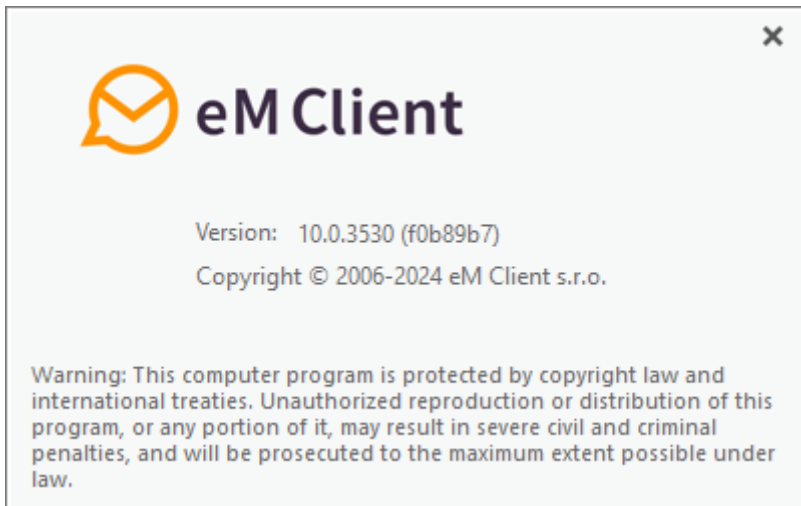 eM Client
Version: 10.0.3530 (f0b89b7)
Copyright © 2006-2024 eM Client s.r.o.
Warning: This computer program is protected by copyright law and
international treaties. Unauthorized reproduction or distribution of this
program, or any portion of it, may result in severe civil and criminal
penalties, and will be prosecuted to the maximum extent possible under
law.